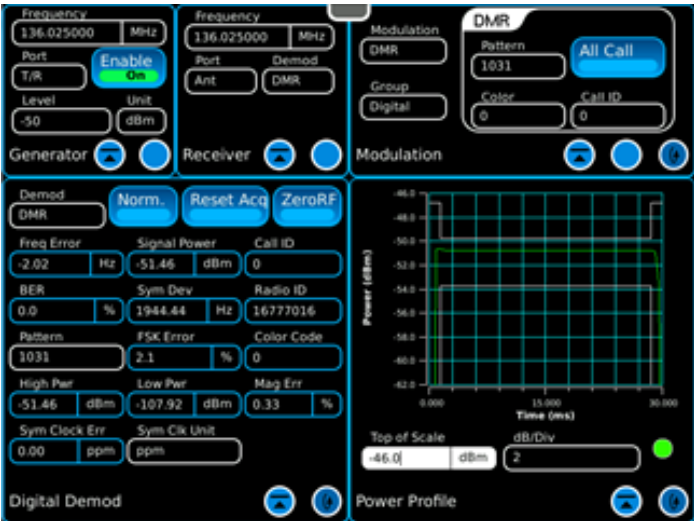 Frequency
136.025000 MHz
Port
T/R
Enable
On
Level Unit
-50 dBm
Generator
Frequency
136.025000 MHz
Port Demod
Ant DMR
Receiver
Modulation
DMR
Group
Digital
DMR
Pattern
1031
All Call
Color Call ID
0 0
Modulation
Demod
DMR
Norm.
Reset Acq
ZeroRF
Freq Error Signal Power Call ID
-2.02 Hz -51.46 dBm 0
BER Sym Dev Radio ID
0.0 % 1944.44 Hz 16777016
Pattern FSK Error Color Code
1031 2.1 % 0
High Pwr Low Pwr Mag Err
-51.46 dBm -107.92 dBm 0.33 %
Sym Clock Err Sym Clk Unit
0.00 ppm ppm
Digital Demod
Power (dBm)
-46.0
-48.0
-50.0
-52.0
-54.0
-56.0
-58.0
-60.0
-62.0
0.000 15.000 30.000
Time (ms)
Top of Scale dB/Div
-46.0 dBm 2
Power Profile